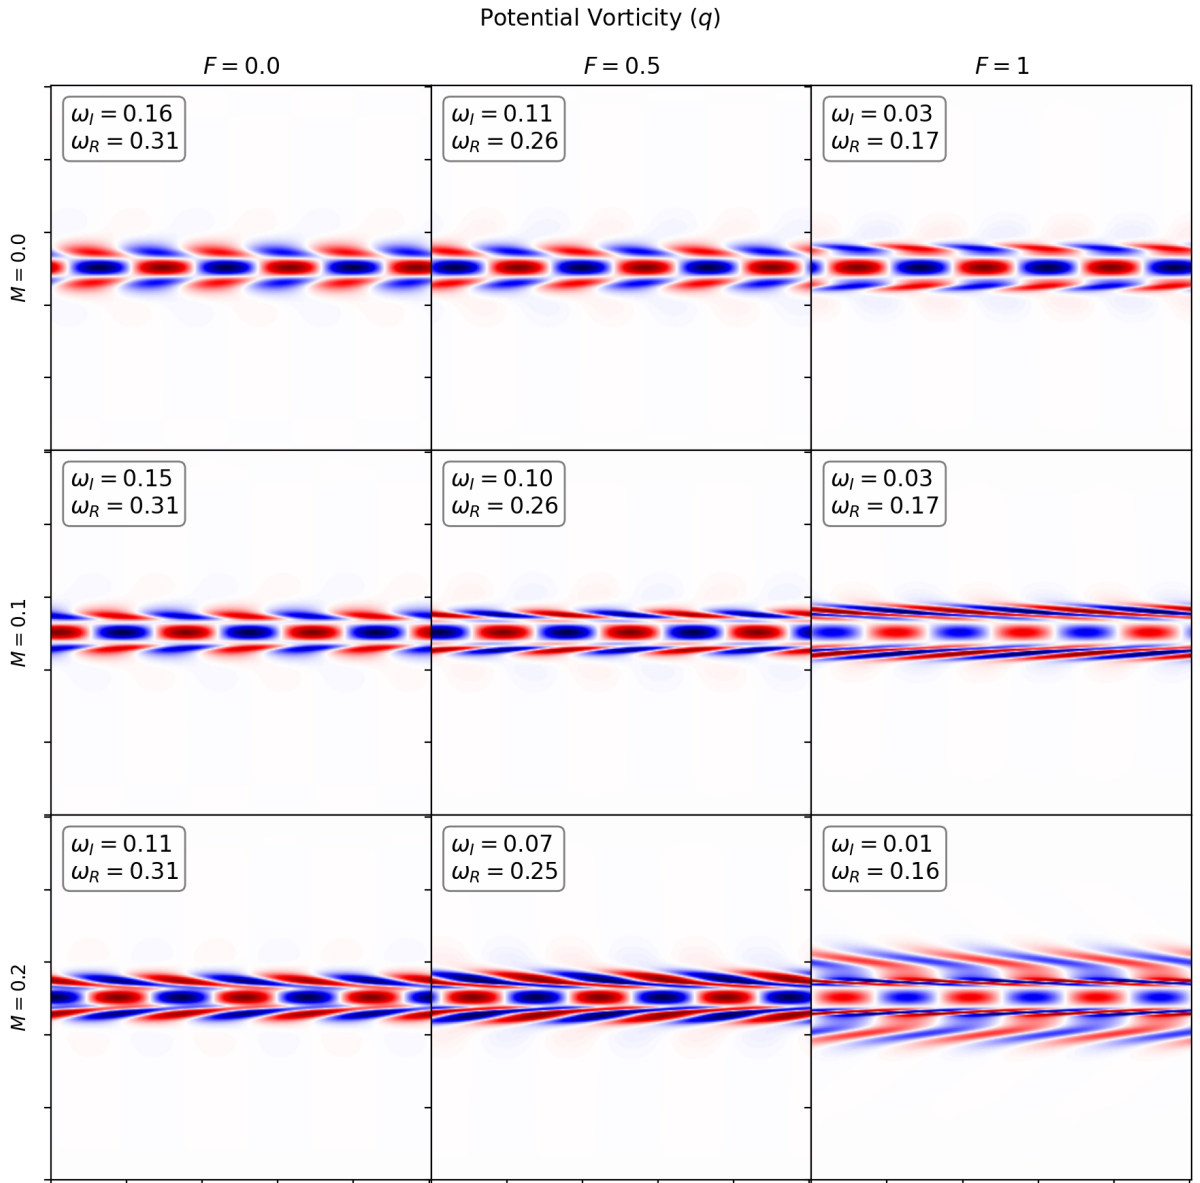 Potential Vorticity (q)
F = 0.0
F = 0.5
F = 1
M = 0.0
ω_I = 0.16
ω_R = 0.31
ω_I = 0.11
ω_R = 0.26
ω_I = 0.03
ω_R = 0.17
M = 0.1
ω_I = 0.15
ω_R = 0.31
ω_I = 0.10
ω_R = 0.26
ω_I = 0.03
ω_R = 0.17
M = 0.2
ω_I = 0.11
ω_R = 0.31
ω_I = 0.07
ω_R = 0.25
ω_I = 0.01
ω_R = 0.16